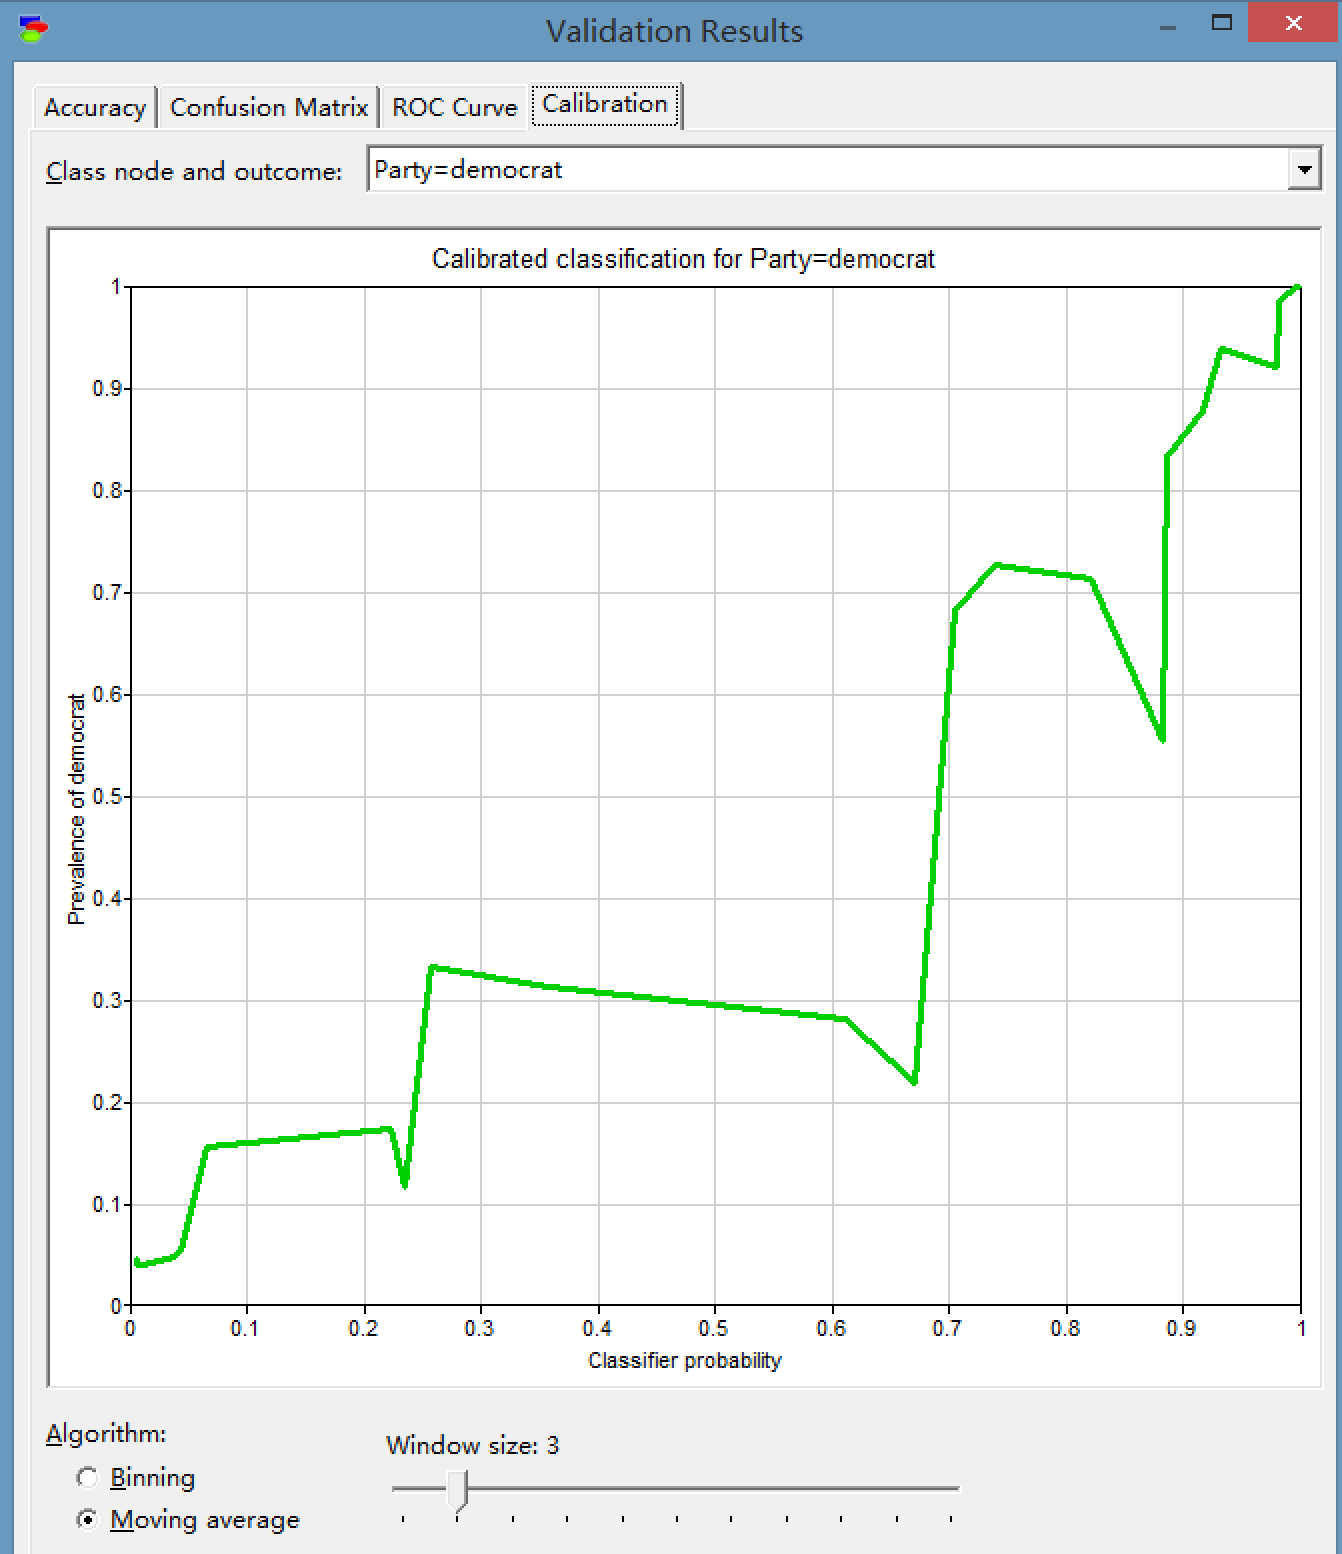 Validation Results
Accuracy Confusion Matrix ROC Curve Calibration
Class node and outcome: Party=democrat
Calibrated classification for Party=democrat
1
0.9
0.8
0.7
0.6
0.5
0.4
0.3
0.2
0.1
0
Prevalence of democrat
0 0.1 0.2 0.3 0.4 0.5 0.6 0.7 0.8 0.9 1
Classifier probability
Algorithm:
Window size: 3
Binning
Moving average